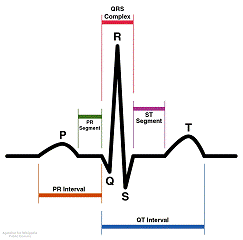 QRS
Complex
R
PR
Segment
ST
Segment
P
T
Q
S
PR Interval
QT Interval